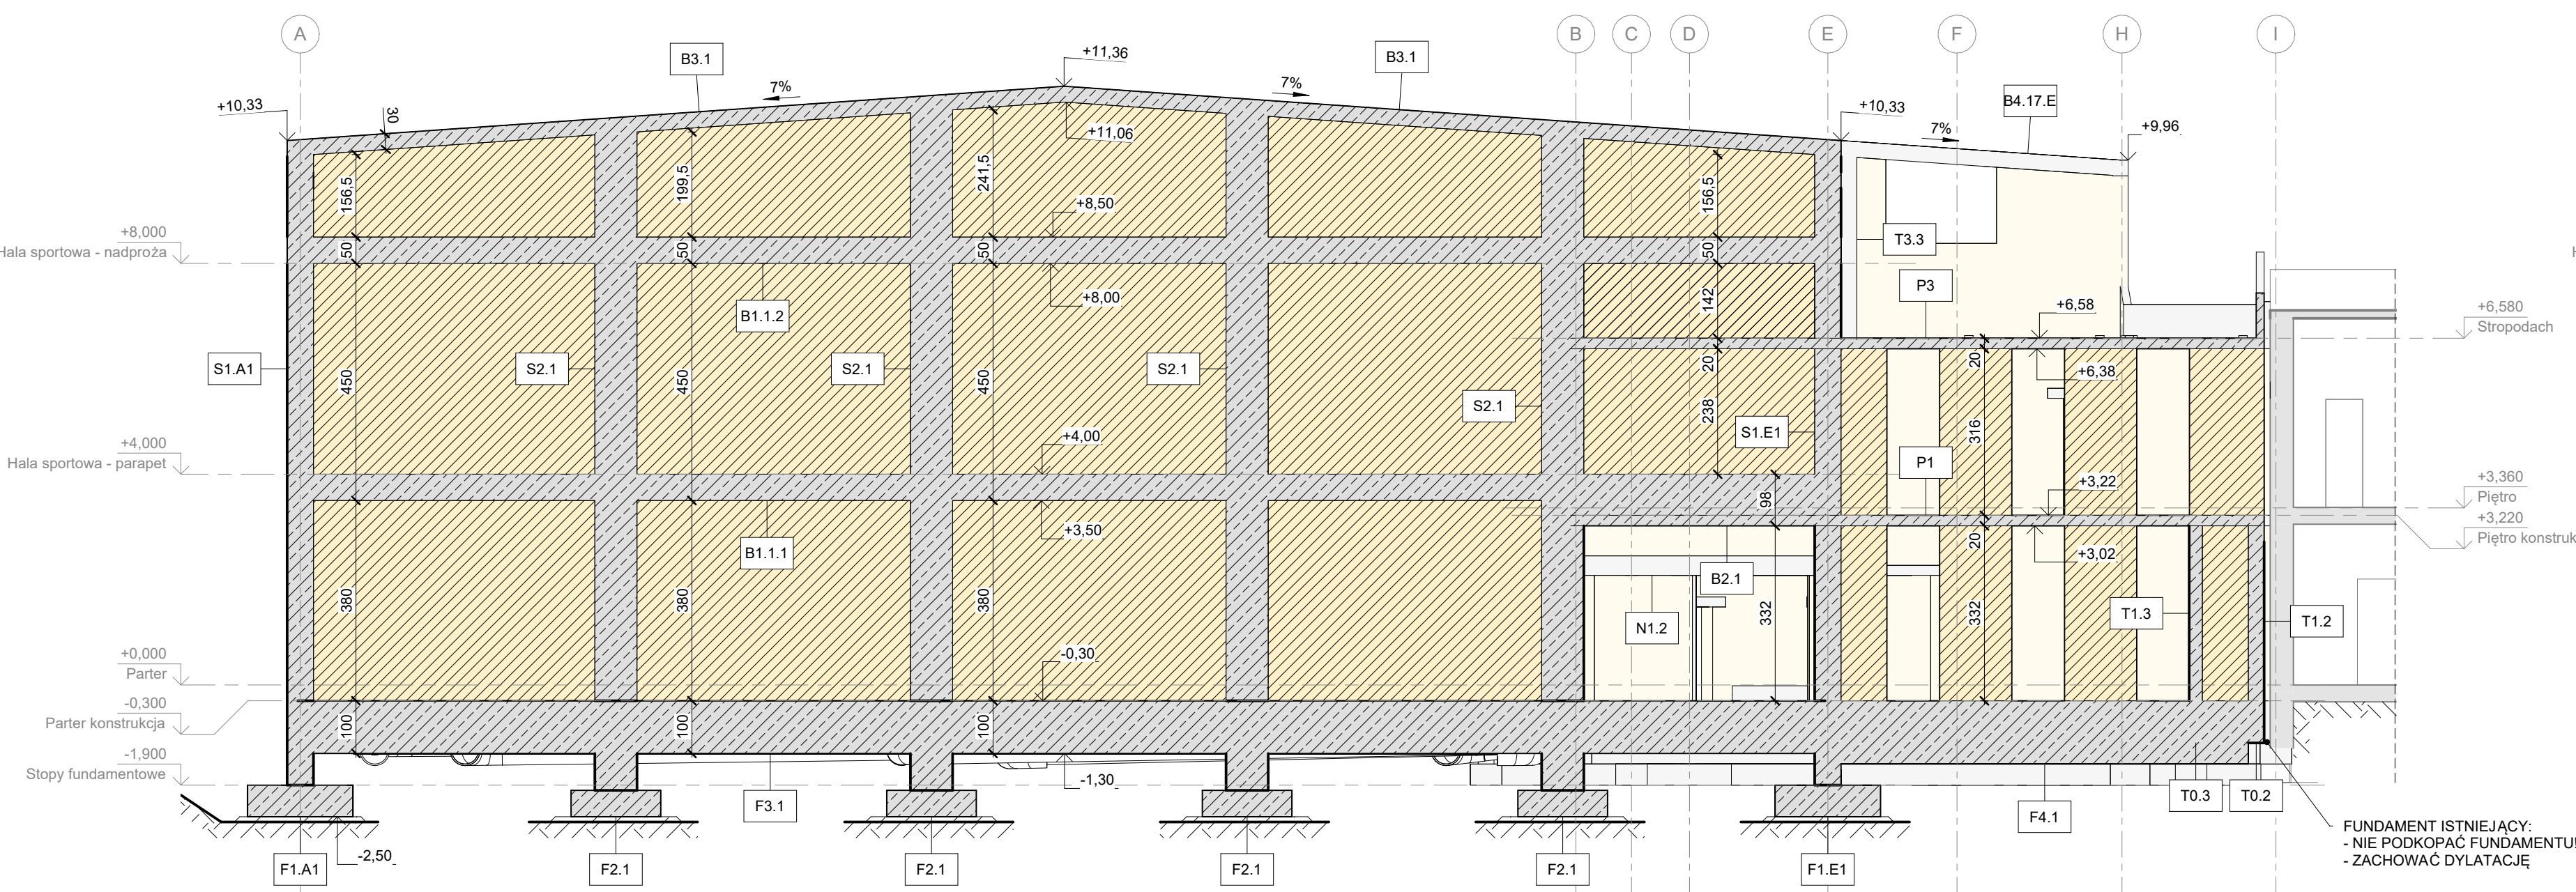 A
B
C
D
E
F
H
I
B3.1
+11,36
B3.1
7%
7%
+10,33
30
+11,06
+10,33
7%
B4.17.E
+9,96
156,5
199,5
241,5
+8,50
156,5
+8,000
Hala sportowa - nadproża
50
50
50
50
T3.3
+8,00
B1.1.2
142
P3
+6,58
+6,580
Stropodach
S1.A1
S2.1
S2.1
S2.1
S2.1
450
450
450
20
238
20
+6,38
316
S1.E1
+4,000
Hala sportowa - parapet
+4,00
P1
+3,360
Piętro
+3,22
+3,220
+3,50
98
20
+3,02
B1.1.1
B2.1
380
380
380
N1.2
332
332
T1.3
T1.2
+0,000
Parter
-0,30
-0,300
Parter konstrukcja
100
100
100
-1,900
Stopy fundamentowe
-1,30
F3.1
T0.3
T0.2
F4.1
-2,50
F1.A1
F2.1
F2.1
F2.1
F2.1
F1.E1
FUNDAMENT ISTNIEJĄCY:
- NIE PODKOPAĆ FUNDAMENTU!
- ZACHOWAĆ DYLATACJĘ